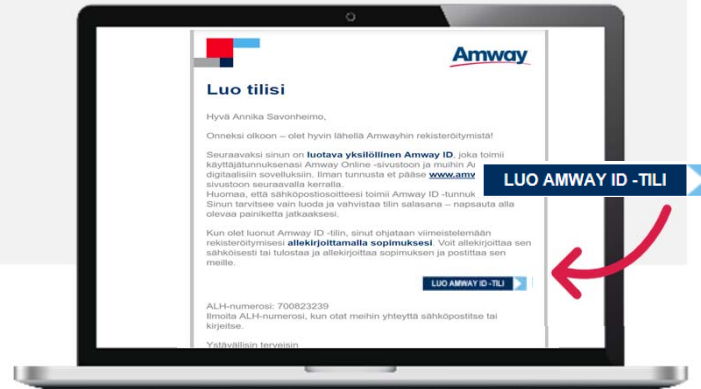 Amway
Luo tilisi
Hyvä Annika Savonheimo,
Onneksi olkoon – olet hyvin lähellä Amwayhin rekisteröitymistä!
Seuraavaksi sinun on luotava yksilöllinen Amway ID, joka toimii
käyttäjätunnuksenasi Amway Online -sivustoon ja muihin
digitaalisiin sovelluksiin. Ilman tunnusta et pääse
sivustoon seuraavalla kerralla.
Huomaa, että sähköpostiosoitteesi toimii Amway ID
Sinun tarvitsee vain luoda ja vahvistaa tilin salasana – napsauta alla
olevaa painiketta jatkaaksesi.
Kun olet luonut Amway ID -tilin, sinut ohjataan viimeistelemään
rekisteröitymisesi allekirjoittamalla sopimuksesi. Voit allekirjoittaa sen
sähköisesti tai tulostaa ja allekirjoittaa sopimuksen ja postittaa sen
meille.
LUO AMWAY ID -TILI
LUO AMWAY ID -TILI
ALH-numerosi: 700823239
Ilmoita ALH-numerosi, kun otat meihin yhteyttä sähköpostitse tai
kirjeitse.
Ystävällisin terveisin